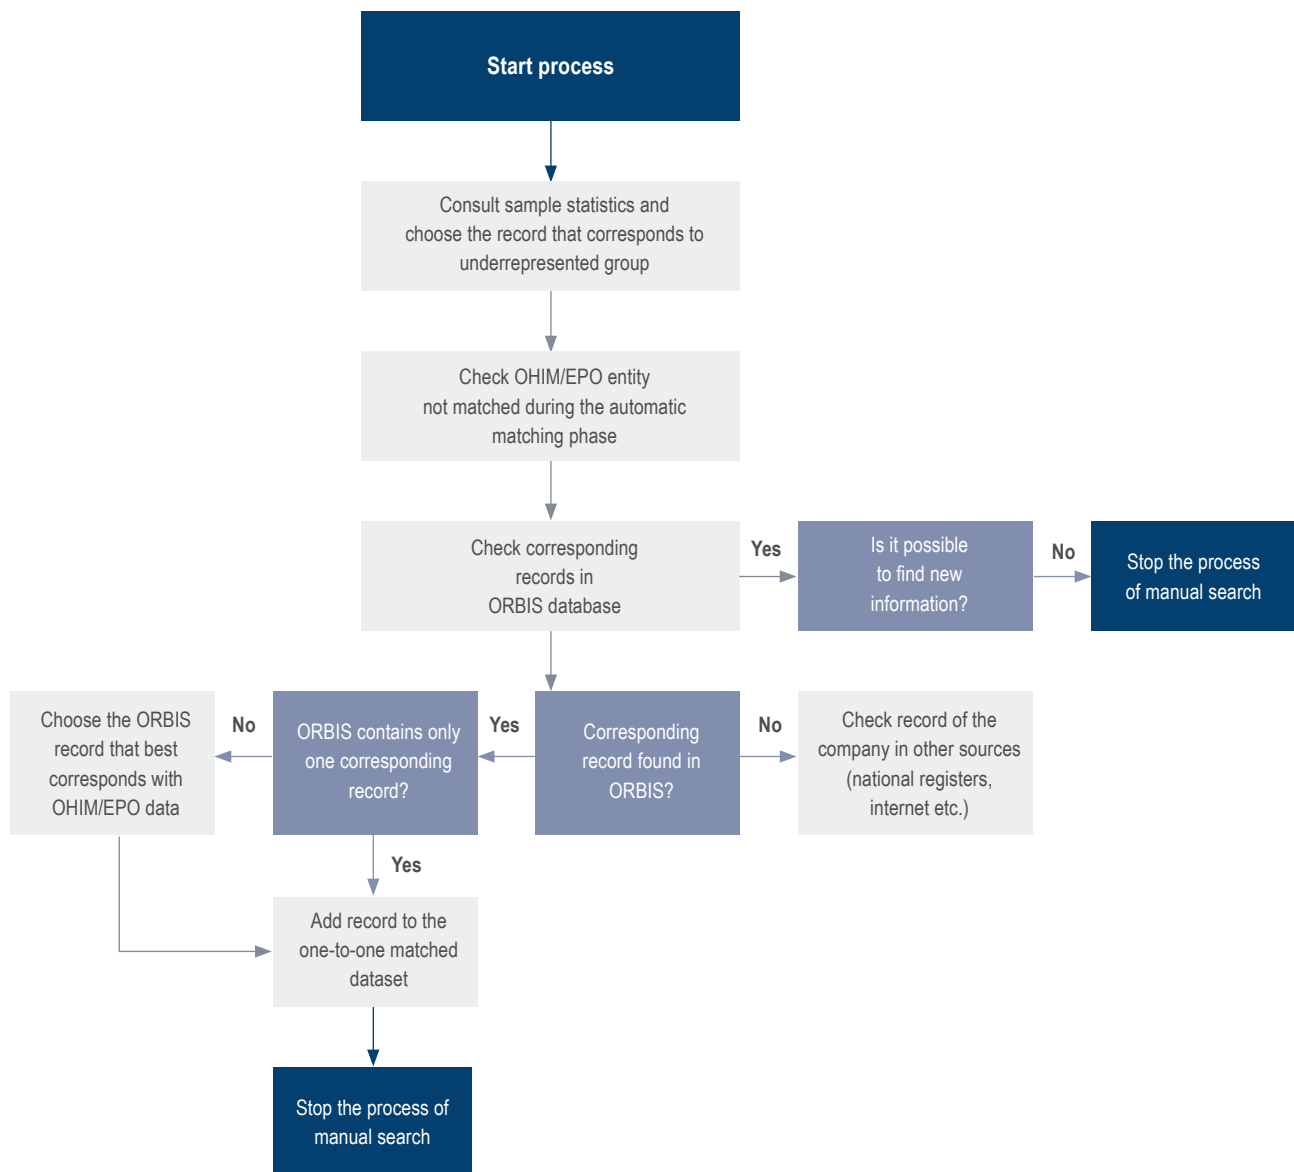 Start process
Consult sample statistics and
choose the record that corresponds to
underrepresented group
Check OHIM/EPO entity
not matched during the automatic
matching phase
Check corresponding
records in
ORBIS database
Yes
Is it possible
to find new
information?
No
Stop the process
of manual search
Choose the ORBIS
record that best
corresponds with
OHIM/EPO data
No
ORBIS contains only
one corresponding
record?
Yes
Corresponding
record found in
ORBIS?
No
Check record of the
company in other sources
(national registers,
internet etc.)
Yes
Add record to the
one-to-one matched
dataset
Stop the process of
manual search